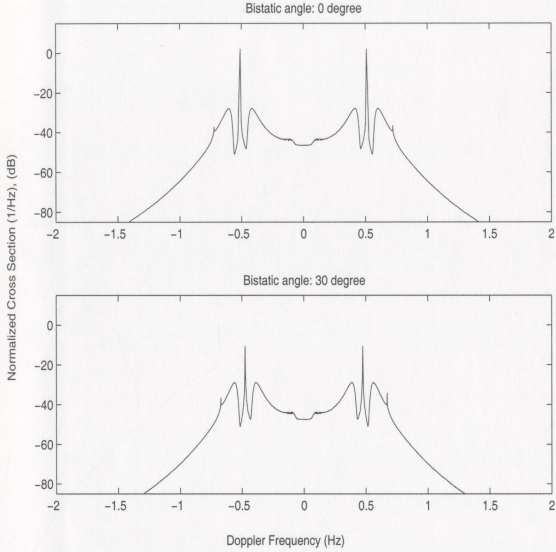 Bistatic angle: 0 degree
0
−20
−40
−60
−80
−2 −1.5 −1 −0.5 0 0.5 1 1.5 2
Normalized Cross Section (1/Hz), (dB)
Bistatic angle: 30 degree
0
−20
−40
−60
−80
−2 −1.5 −1 −0.5 0 0.5 1 1.5 2
Doppler Frequency (Hz)